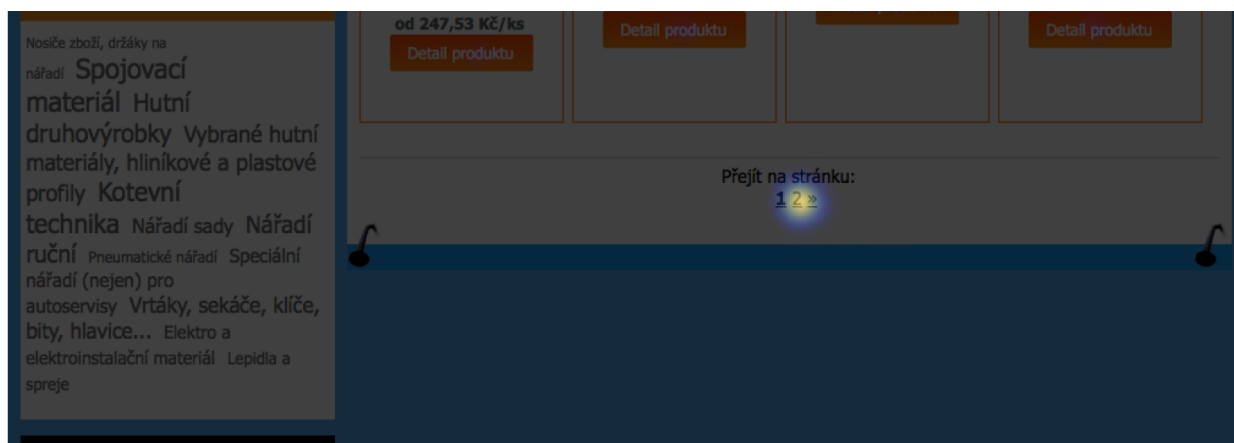 Nosiče zboží, držáky na
nářadí Spojovací
materiál Hutní
druhovýrobky Vybrané hutní
materiály, hliníkové a plastové
profily Kotevní
technika Nářadí sady Nářadí
ruční Pneumatické nářadí Speciální
nářadí (nejen) pro
autoservisy Vrtáky, sekáče, klíče,
bity, hlavice... Elektro a
elektroinstalační materiál Lepidla a
spreje
od 247,53 Kč/ks
Detail produktu
Detail produktu
Detail produktu
Přejít na stránku:
1 2 »